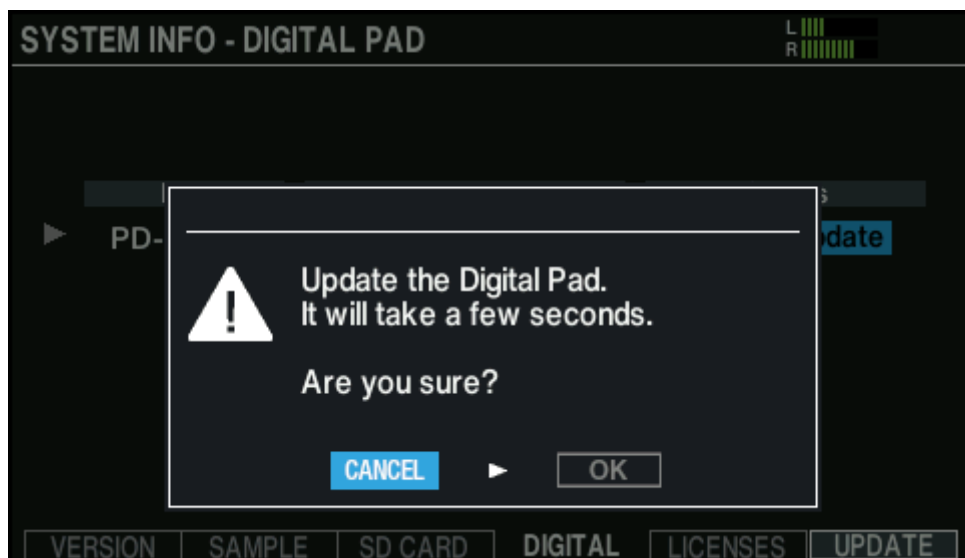 SYSTEM INFO - DIGITAL PAD
L
R
PD-
Update the Digital Pad.
It will take a few seconds.
Are you sure?
CANCEL OK
VERSION SAMPLE SD CARD DIGITAL LICENSES UPDATE